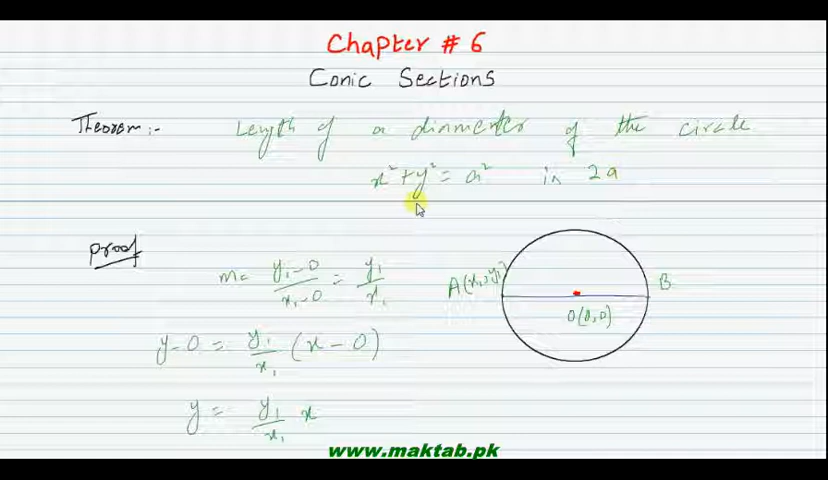 Chapter # 6
Conic Sections
Theorem:- Length of a diameter of the circle
x² + y² = a² is 2a
Proof
m= y₁-0 / x₁-0 = y₁ / x₁
A(x₁,y₁)
B
O(0,0)
y-0 = y₁/x₁ (x-0)
y = y₁/x₁ x
www.maktab.pk